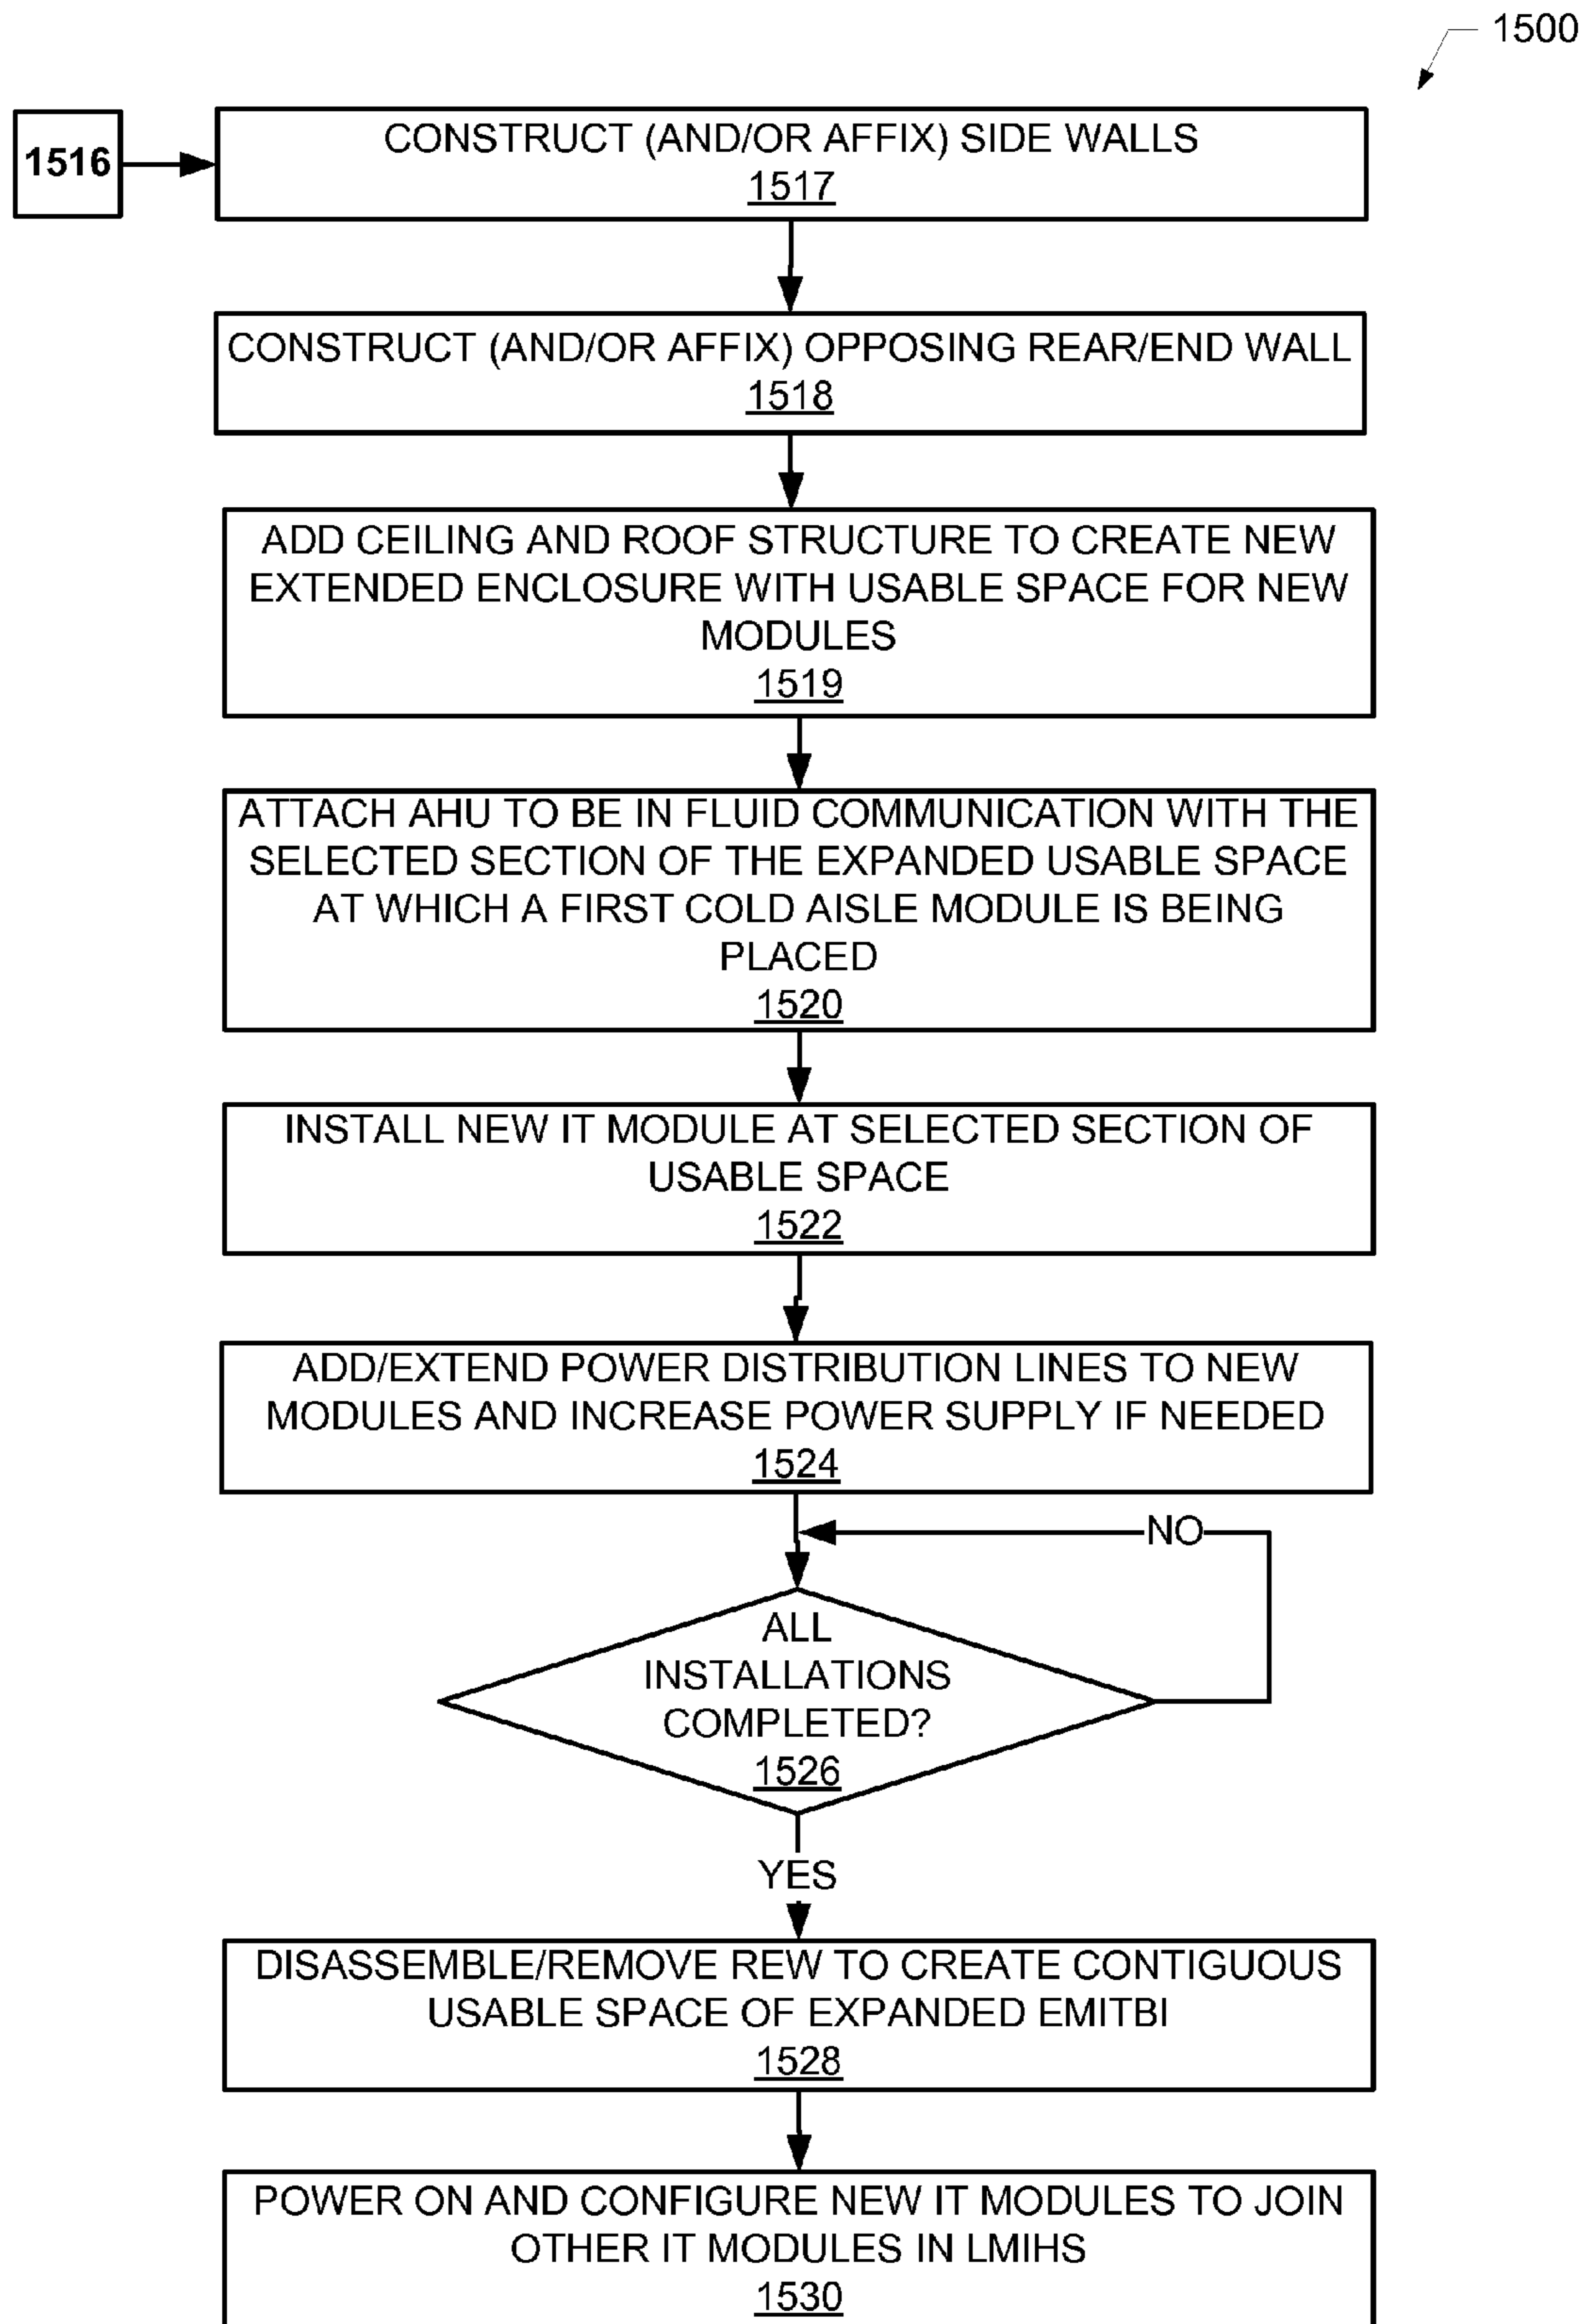 1500
1516
CONSTRUCT (AND/OR AFFIX) SIDE WALLS
1517
CONSTRUCT (AND/OR AFFIX) OPPOSING REAR/END WALL
1518
ADD CEILING AND ROOF STRUCTURE TO CREATE NEW
EXTENDED ENCLOSURE WITH USABLE SPACE FOR NEW
MODULES
1519
ATTACH AHU TO BE IN FLUID COMMUNICATION WITH THE
SELECTED SECTION OF THE EXPANDED USABLE SPACE
AT WHICH A FIRST COLD AISLE MODULE IS BEING
PLACED
1520
INSTALL NEW IT MODULE AT SELECTED SECTION OF
USABLE SPACE
1522
ADD/EXTEND POWER DISTRIBUTION LINES TO NEW
MODULES AND INCREASE POWER SUPPLY IF NEEDED
1524
NO
ALL
INSTALLATIONS
COMPLETED?
1526
YES
DISASSEMBLE/REMOVE REW TO CREATE CONTIGUOUS
USABLE SPACE OF EXPANDED EMITBI
1528
POWER ON AND CONFIGURE NEW IT MODULES TO JOIN
OTHER IT MODULES IN LMIHS
1530